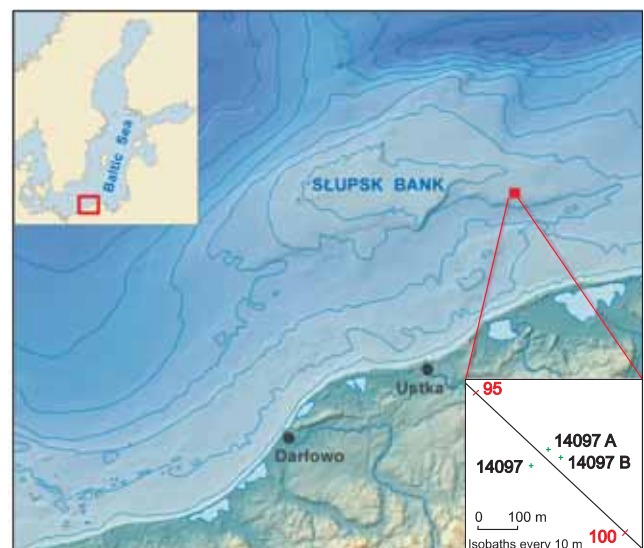 Baltic Sea
SŁUPSK BANK
Ustka
Darłowo
95
14097 A
14097
14097 B
0 100 m
100
Isobaths every 10 m